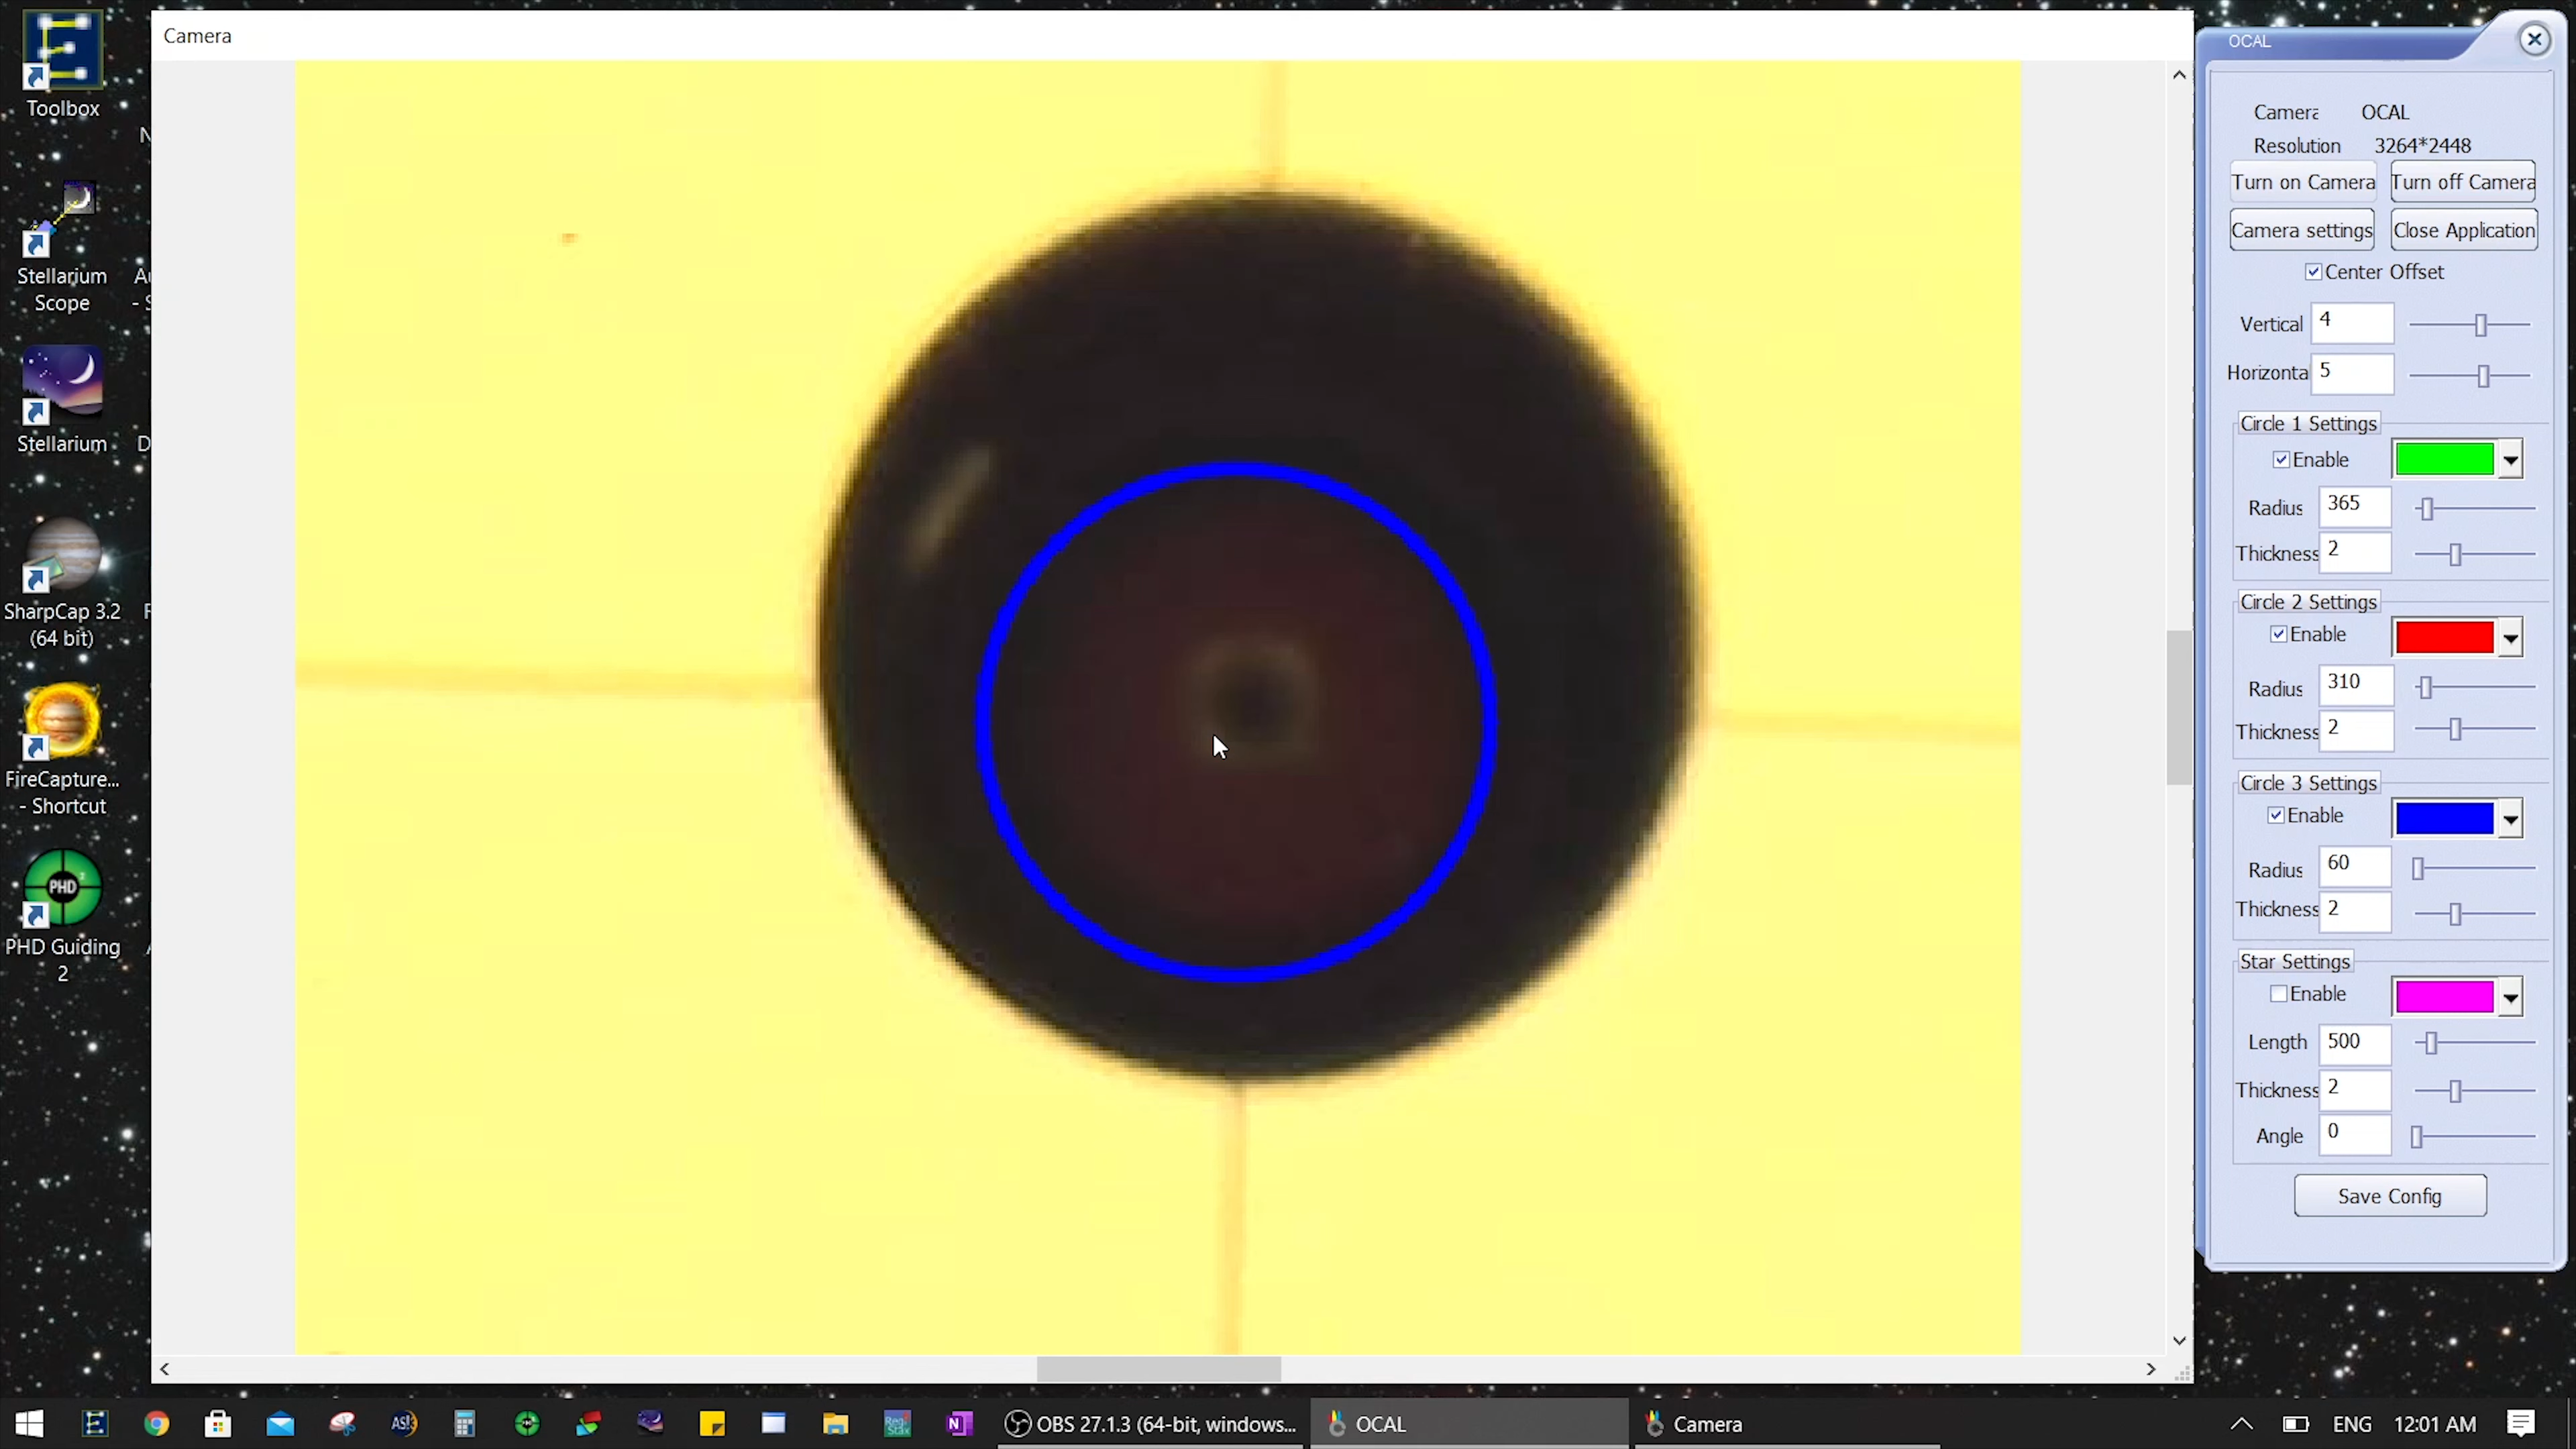 Toolbox
Stellarium
Scope
Stellarium
SharpCap 3.2
(64 bit)
FireCapture...
- Shortcut
PHD
PHD Guiding
2
Camera
OCAL
Camera OCAL
Resolution 3264*2448
Turn on Camera Turn off Camera
Camera settings Close Application
Center Offset
Vertical 4
Horizonta 5
Circle 1 Settings
Enable
Radius 365
Thickness 2
Circle 2 Settings
Enable
Radius 310
Thickness 2
Circle 3 Settings
Enable
Radius 60
Thickness 2
Star Settings
Enable
Length 500
Thickness 2
Angle 0
Save Config
AS! OBS 27.1.3 (64-bit, windows... OCAL Camera ENG 12:01 AM